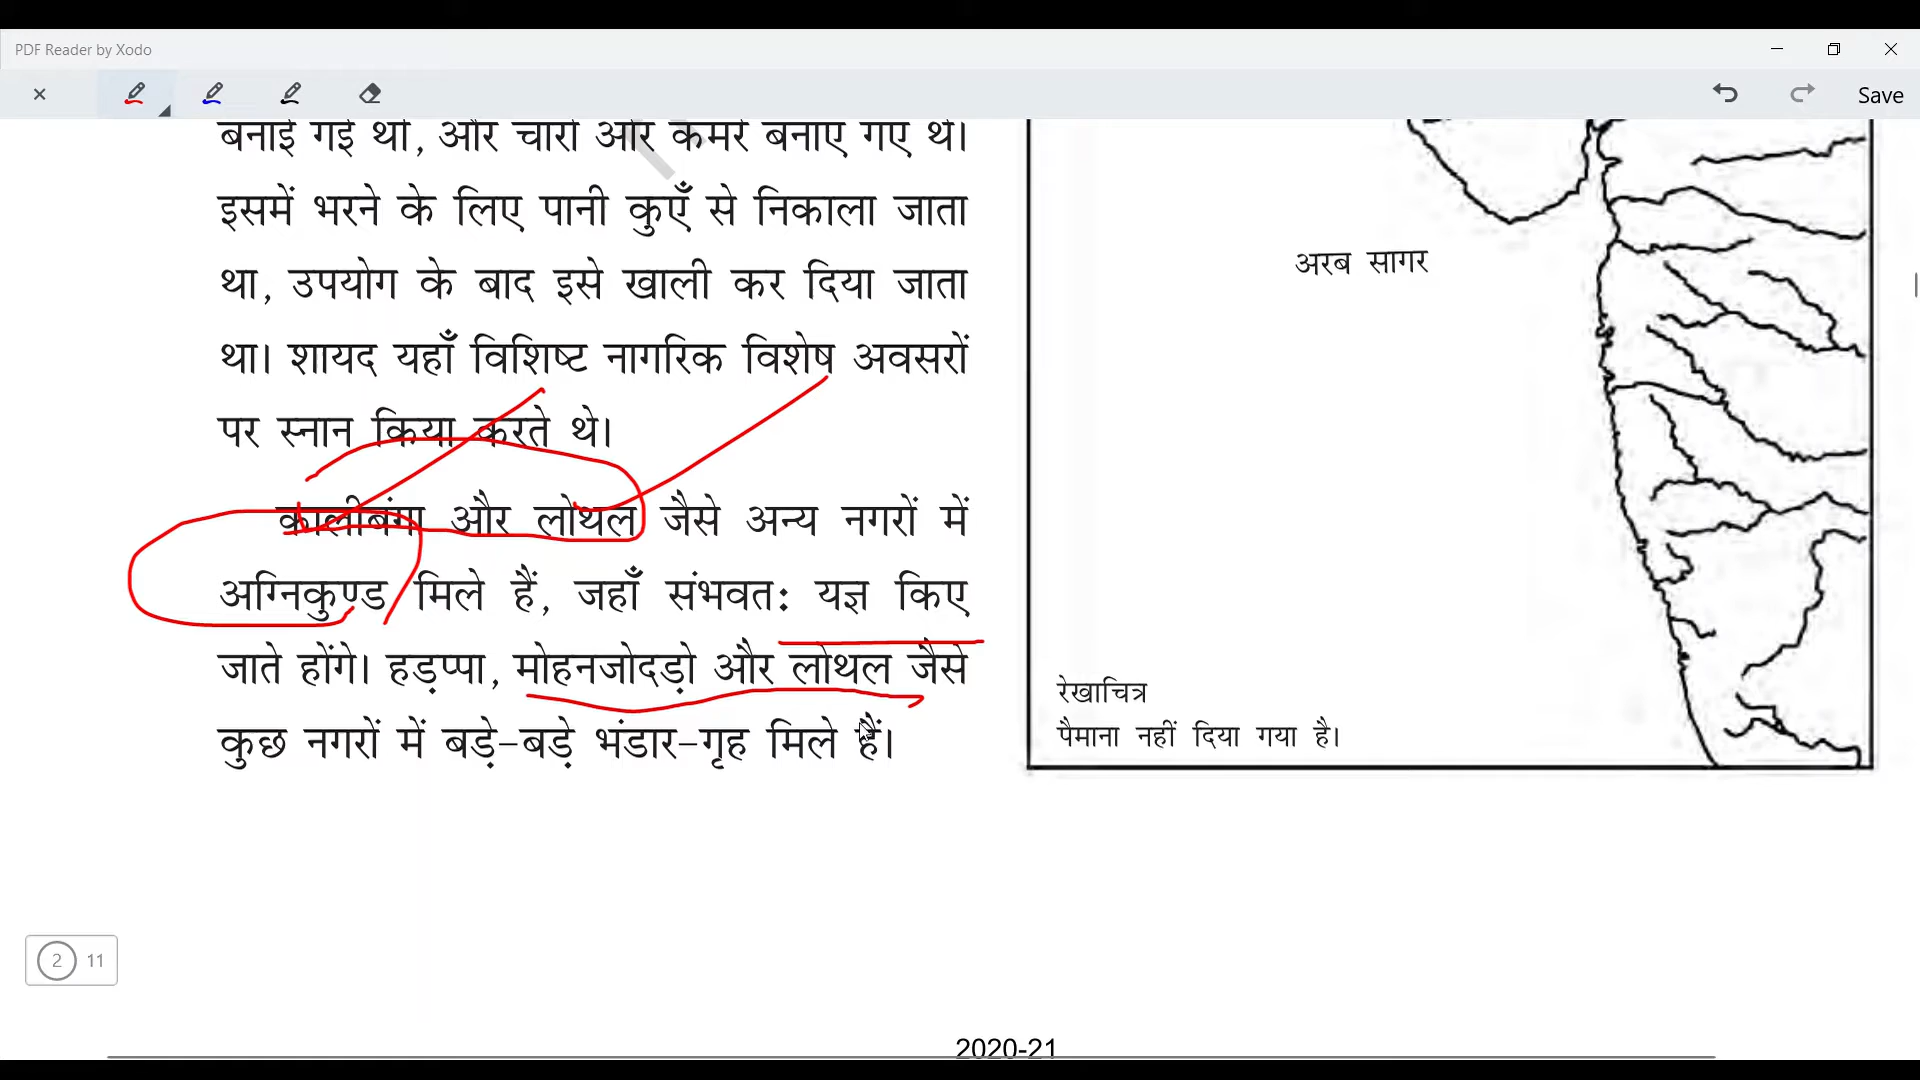 PDF Reader by Xodo
Save
बनाई गई थी, और चारों ओर कमरे बनाए गए थे।
इसमें भरने के लिए पानी कुएँ से निकाला जाता
था, उपयोग के बाद इसे खाली कर दिया जाता
था। शायद यहाँ विशिष्ट नागरिक विशेष अवसरों
पर स्नान किया करते थे।
कालीबंगा और लोथल जैसे अन्य नगरों में
अग्निकुण्ड मिले हैं, जहाँ संभवतः यज्ञ किए
जाते होंगे। हड़प्पा, मोहनजोदड़ो और लोथल जैसे
कुछ नगरों में बड़े-बड़े भंडार-गृह मिले हैं।
अरब सागर
रेखाचित्र
पैमाना नहीं दिया गया है।
2 11
2020-21